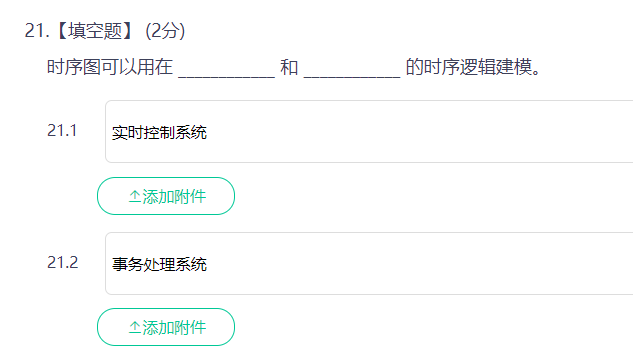 21.【填空题】 (2分)
时序图可以用在 ____________ 和 ____________ 的时序逻辑建模。
21.1 实时控制系统
添加附件
21.2 事务处理系统
添加附件